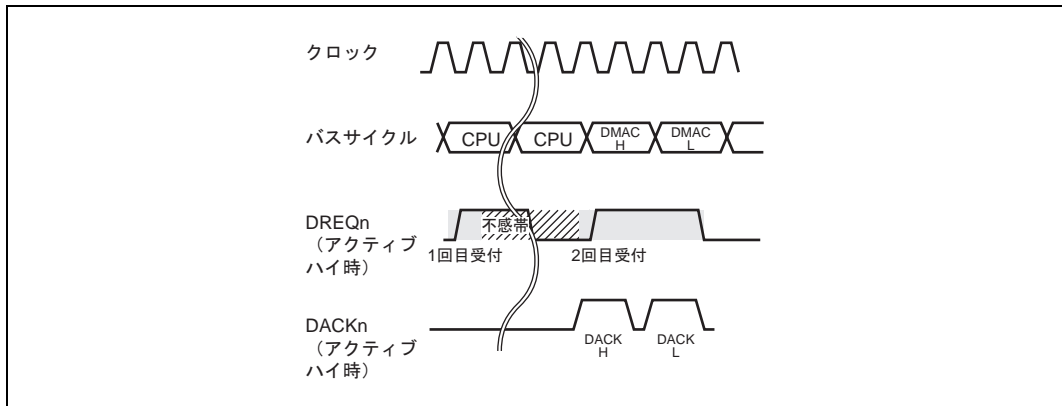 クロック
バスサイクル
CPU CPU DMAC H DMAC L
DREQn
（アクティブ
ハイ時）
不感帯
1回目受付 2回目受付
DACKn
（アクティブ
ハイ時）
DACK H DACK L